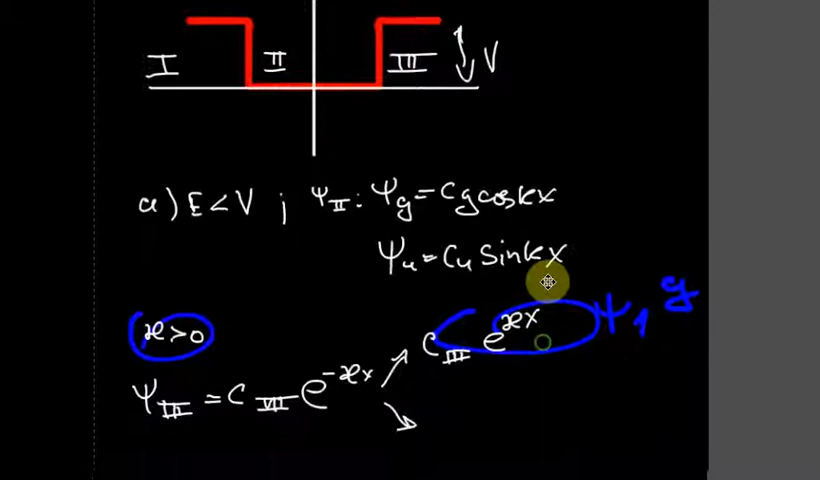 I II III V
a) E < V ; Ψ_II : Ψ_g = C_g cos kx
Ψ_u = C_u sin kx
ϰ > 0 C_III e^{ϰx} Ψ_1, g
Ψ_III = C_III e^{-ϰx}